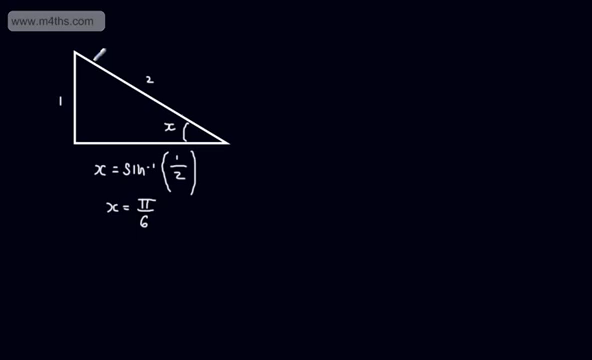 www.m4ths.com
2
1
x
x = sin⁻¹ (1/2)
x = π/6